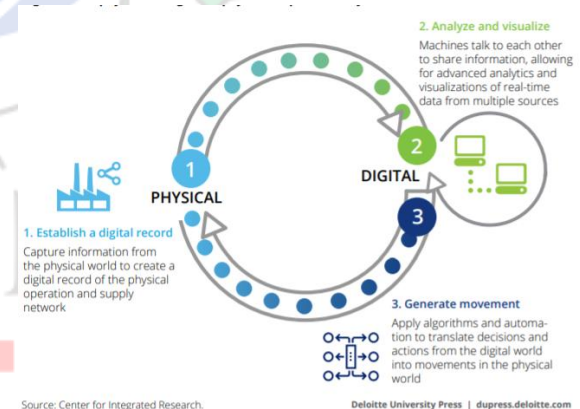 2. Analyze and visualize
Machines talk to each other
to share information, allowing
for advanced analytics and
visualizations of real-time
data from multiple sources
1
PHYSICAL
2
DIGITAL
3
1. Establish a digital record
Capture information from
the physical world to create a
digital record of the physical
operation and supply
network
3. Generate movement
Apply algorithms and automa-
tion to translate decisions and
actions from the digital world
into movements in the physical
world
Source: Center for Integrated Research.
Deloitte University Press | dupress.deloitte.com